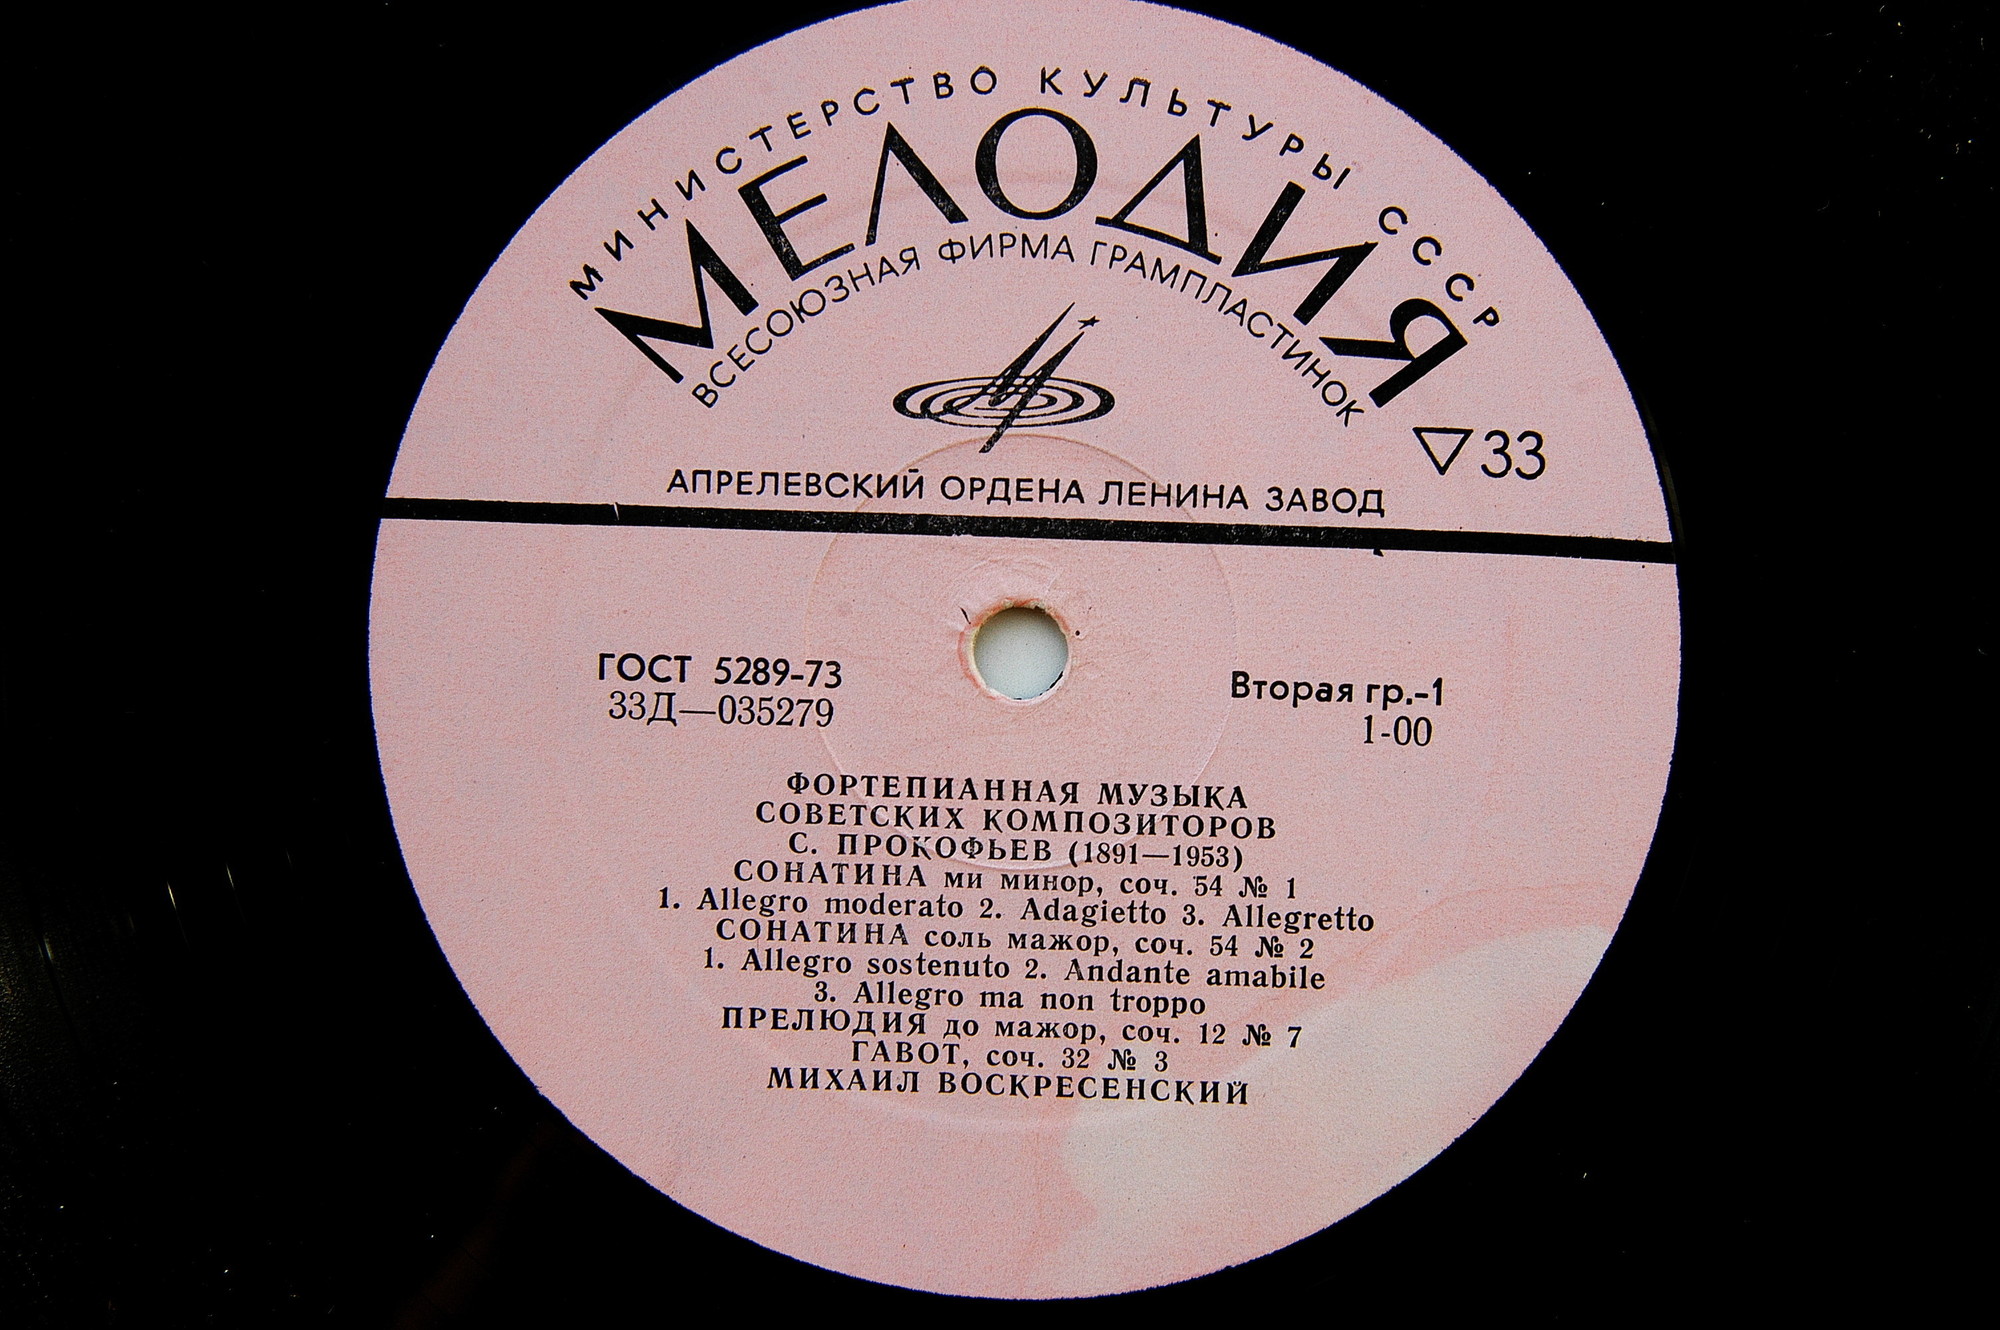 МИНИСТЕРСТВО КУЛЬТУРЫ СССР
МЕЛОДИЯ
ВСЕСОЮЗНАЯ ФИРМА ГРАМПЛАСТИНОК
▽33
АПРЕЛЕВСКИЙ ОРДЕНА ЛЕНИНА ЗАВОД
ГОСТ 5289-73
33Д—035279
Вторая гр.-1
1-00
ФОРТЕПИАННАЯ МУЗЫКА
СОВЕТСКИХ КОМПОЗИТОРОВ
С. ПРОКОФЬЕВ (1891—1953)
СОНАТИНА ми минор, соч. 54 № 1
1. Allegro moderato 2. Adagietto 3. Allegretto
СОНАТИНА соль мажор, соч. 54 № 2
1. Allegro sostenuto 2. Andante amabile
3. Allegro ma non troppo
ПРЕЛЮДИЯ до мажор, соч. 12 № 7
ГАВОТ, соч. 32 № 3
МИХАИЛ ВОСКРЕСЕНСКИЙ